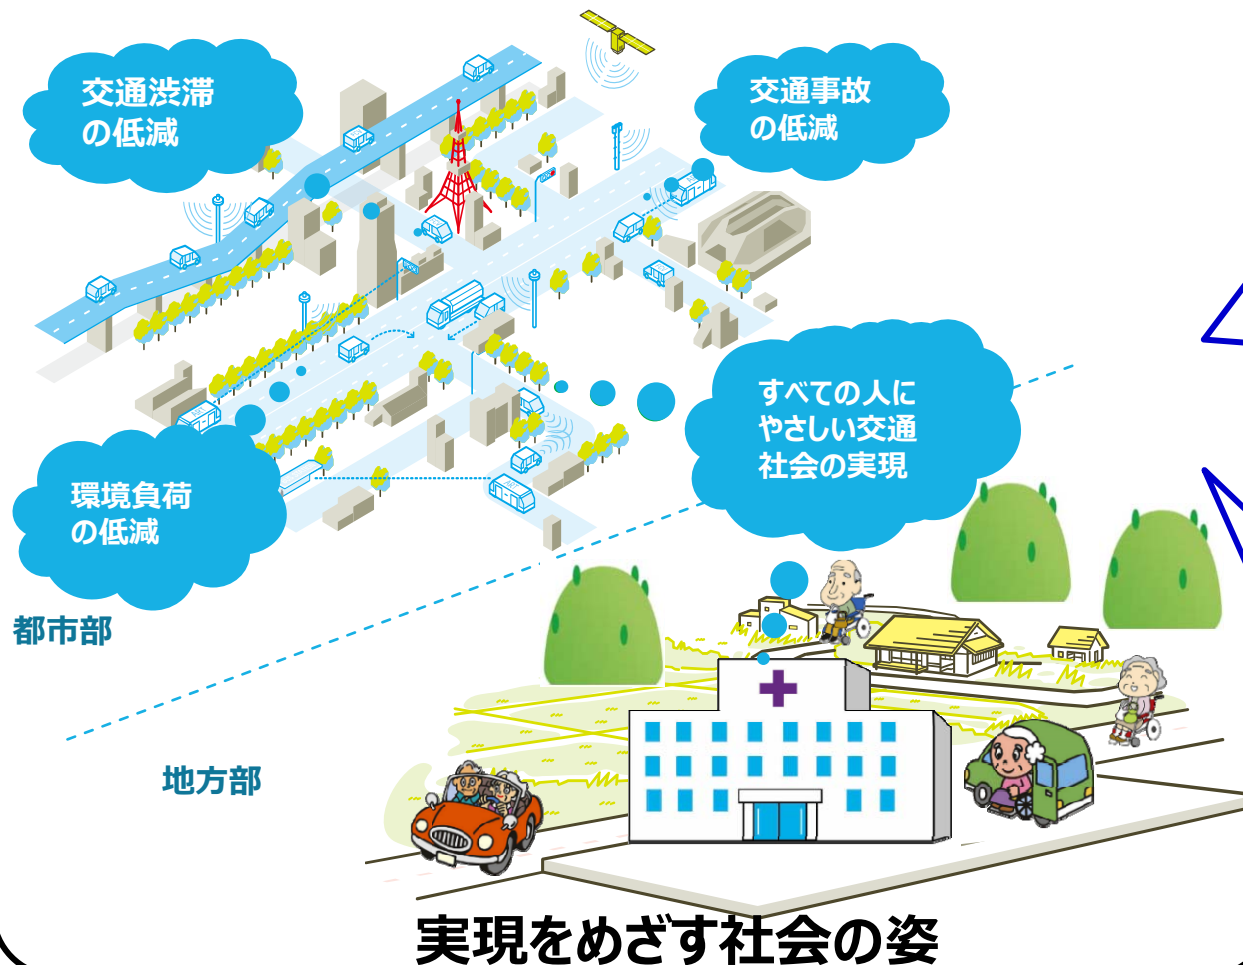 交通渋滞
の低減
交通事故
の低減
すべての人に
やさしい交通
社会の実現
環境負荷
の低減
都市部
地方部
実現をめざす社会の姿